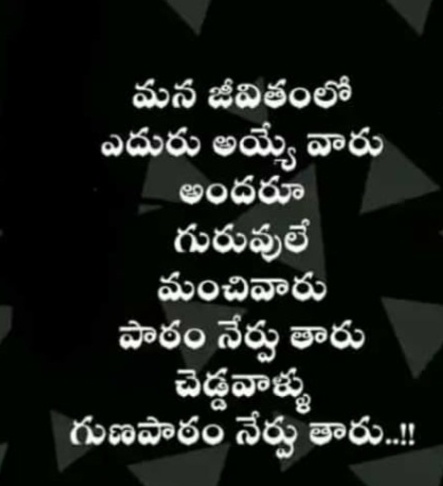 మన జీవితంలో
ఎదురు అయ్యే వారు
అందరూ
గురువులే
మంచివారు
పాఠం నేర్పు తారు
చెడ్డవాళ్ళు
గుణపాఠం నేర్పు తారు..!!